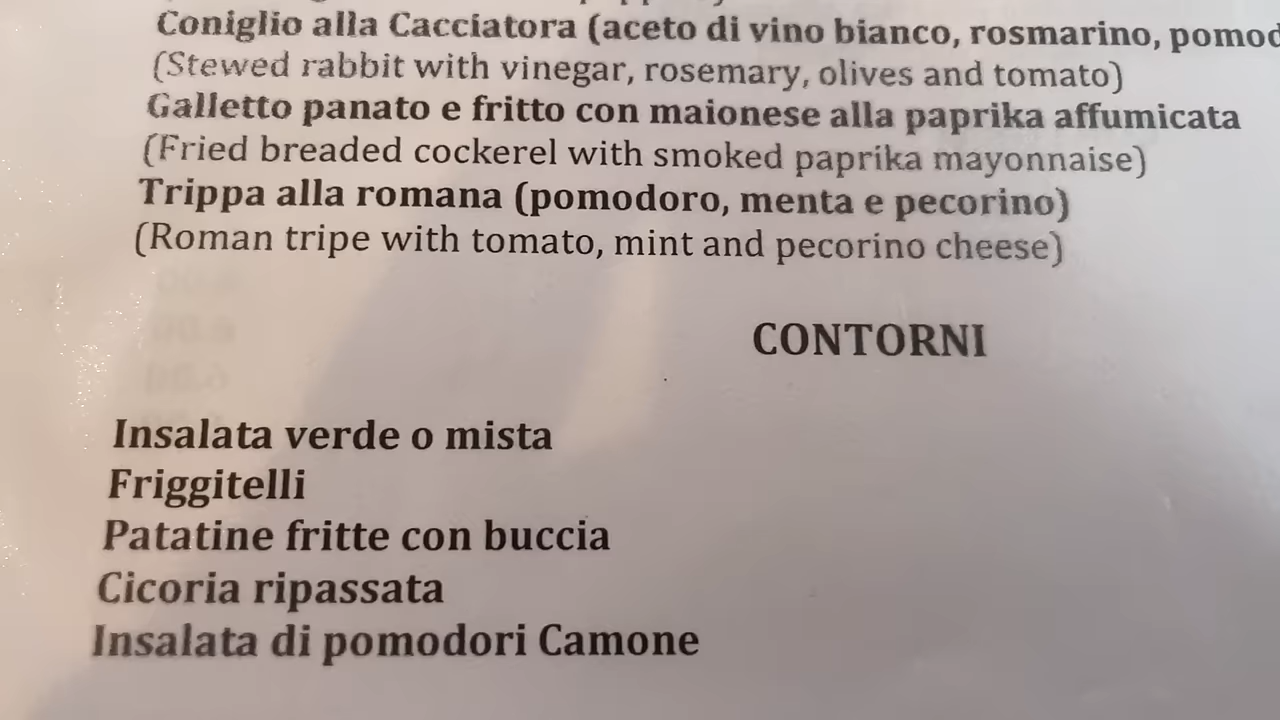 Coniglio alla Cacciatora (aceto di vino bianco, rosmarino,
(Stewed rabbit with vinegar, rosemary, olives and tomato)
Galletto panato e fritto con maionese alla paprika affumicata
(Fried breaded cockerel with smoked paprika mayonnaise)
Trippa alla romana (pomodoro, menta e pecorino)
(Roman tripe with tomato, mint and pecorino cheese)
CONTORNI
Insalata verde o mista
Friggitelli
Patatine fritte con buccia
Cicoria ripassata
Insalata di pomodori Camone